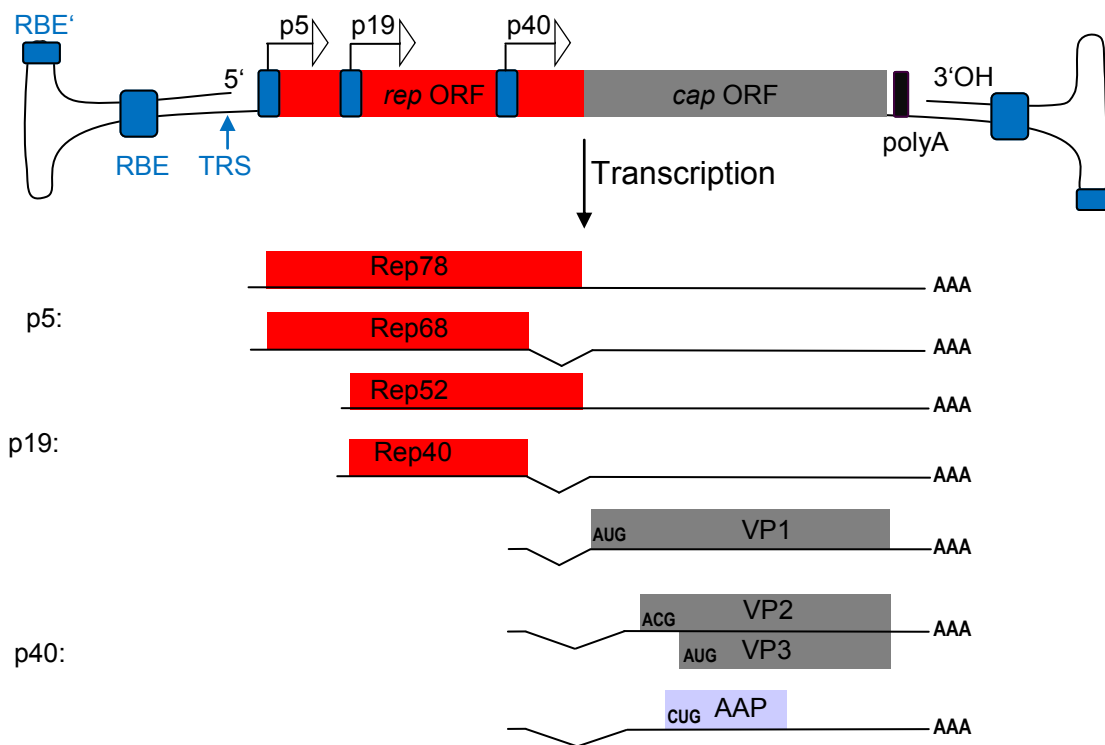 RBE‘
p5
p19
p40
5‘
rep ORF
cap ORF
3‘OH
RBE
TRS
polyA
Transcription
Rep78
AAA
p5:
Rep68
AAA
Rep52
AAA
p19:
Rep40
AAA
AUG
VP1
AAA
ACG
VP2
AAA
p40:
AUG
VP3
CUG
AAP
AAA